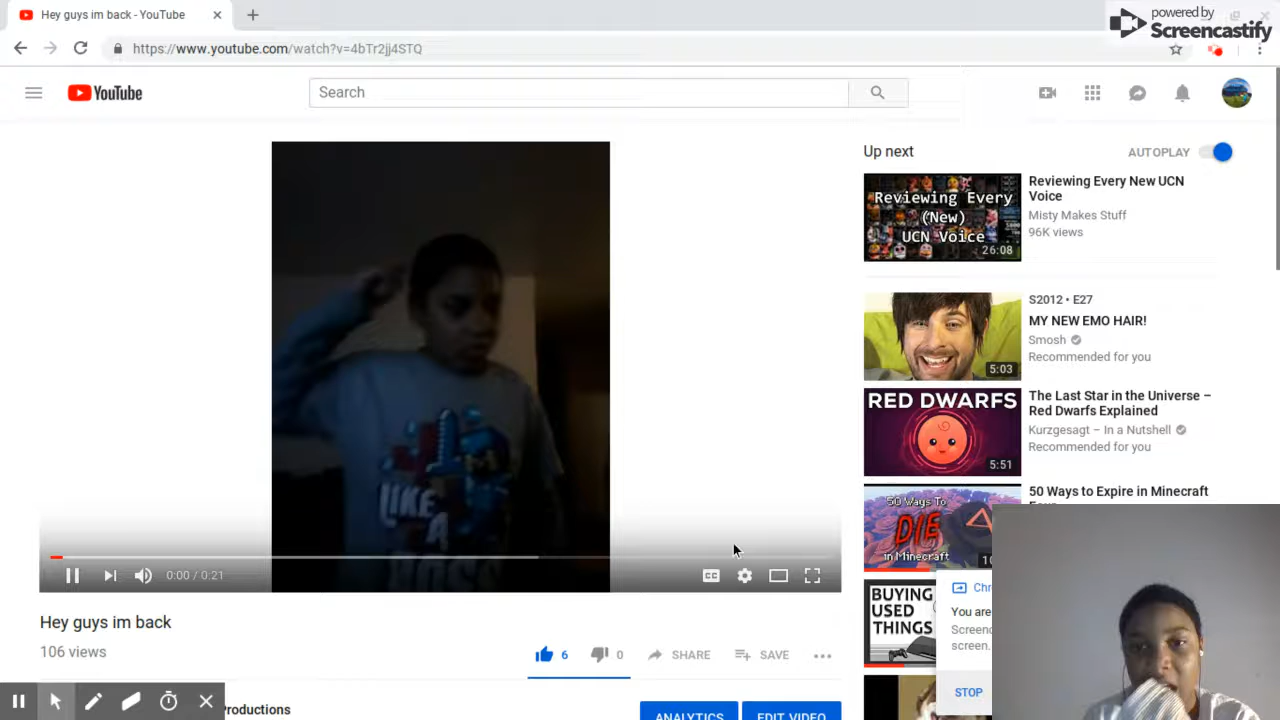 Hey guys im back - YouTube
powered by
Screencastify
https://www.youtube.com/watch?v=4bTr2jj4STQ
YouTube
Search
Up next
AUTOPLAY
Reviewing Every
(New)
UCN Voice
26:08
Reviewing Every New UCN
Voice
Misty Makes Stuff
96K views
5:03
S2012 • E27
MY NEW EMO HAIR!
Smosh
Recommended for you
RED DWARFS
5:51
The Last Star in the Universe –
Red Dwarfs Explained
Kurzgesagt – In a Nutshell
Recommended for you
50 Ways To
DIE
in Minecraft
50 Ways to Expire in Minecraft
LIKE
A
0:00 / 0:21
CC
BUYING
USED
THINGS
Chr
You are
Screenc
screen.
STOP
Hey guys im back
106 views
6
0
SHARE
SAVE
Productions
ANALYTICS
EDIT VIDEO